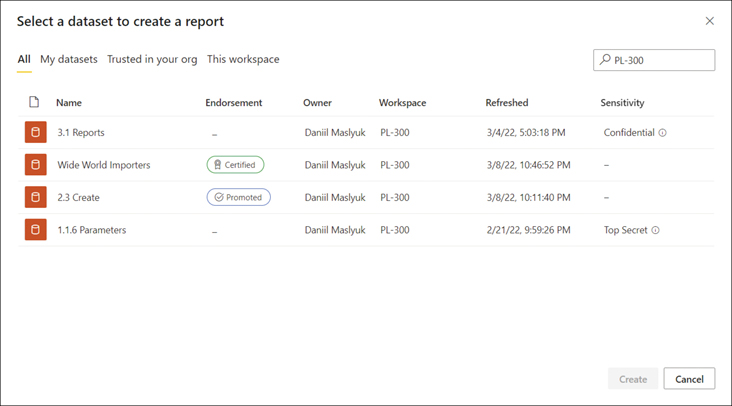 Select a dataset to create a report
All My datasets Trusted in your org This workspace PL-300
Name Endorsement Owner Workspace Refreshed Sensitivity
3.1 Reports – Daniil Maslyuk PL-300 3/4/22, 5:03:18 PM Confidential
Wide World Importers Certified Daniil Maslyuk PL-300 3/8/22, 10:46:52 PM –
2.3 Create Promoted Daniil Maslyuk PL-300 3/8/22, 10:11:40 PM –
1.1.6 Parameters – Daniil Maslyuk PL-300 2/21/22, 9:59:26 PM Top Secret
Create Cancel